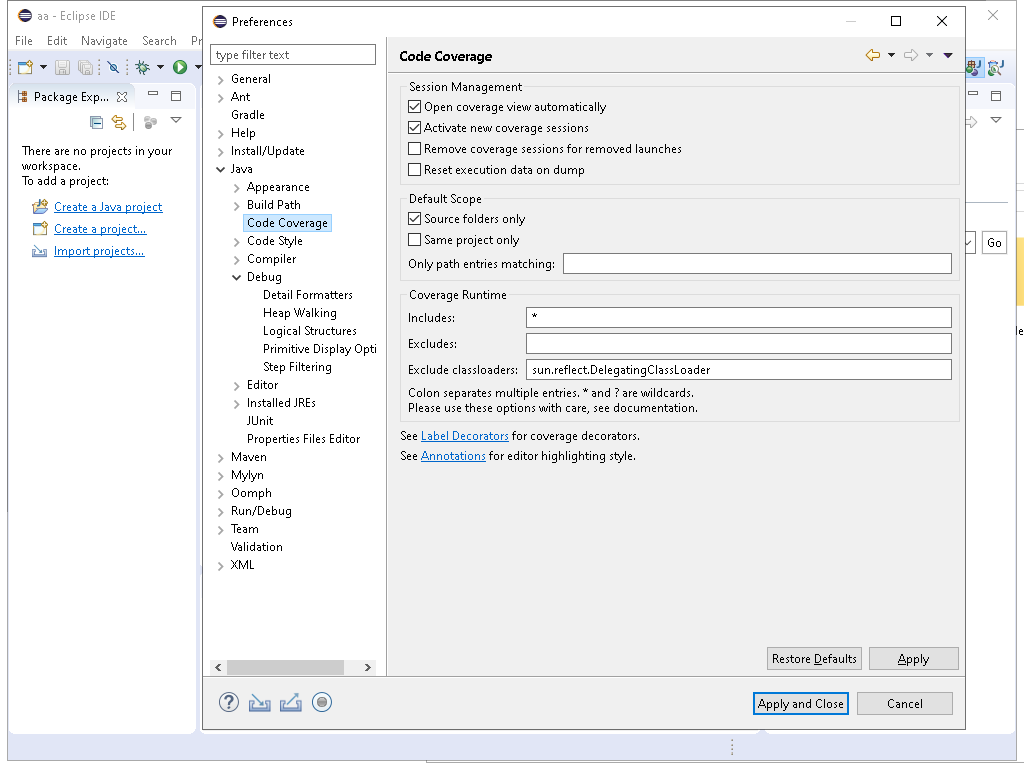 aa - Eclipse IDE
File Edit Navigate Search Pr
Package Exp...
There are no projects in your
workspace.
To add a project:
Create a Java project
Create a project...
Import projects...
Preferences
type filter text
General
Ant
Gradle
Help
Install/Update
Java
Appearance
Build Path
Code Coverage
Code Style
Compiler
Debug
Detail Formatters
Heap Walking
Logical Structures
Primitive Display Opti
Step Filtering
Editor
Installed JREs
JUnit
Properties Files Editor
Maven
Mylyn
Oomph
Run/Debug
Team
Validation
XML
Code Coverage
Session Management
Open coverage view automatically
Activate new coverage sessions
Remove coverage sessions for removed launches
Reset execution data on dump
Default Scope
Source folders only
Same project only
Only path entries matching:
Coverage Runtime
Includes: *
Excludes:
Exclude classloaders: sun.reflect.DelegatingClassLoader
Colon separates multiple entries. * and ? are wildcards.
Please use these options with care, see documentation.
See Label Decorators for coverage decorators.
See Annotations for editor highlighting style.
Restore Defaults Apply
Apply and Close Cancel
Go
le